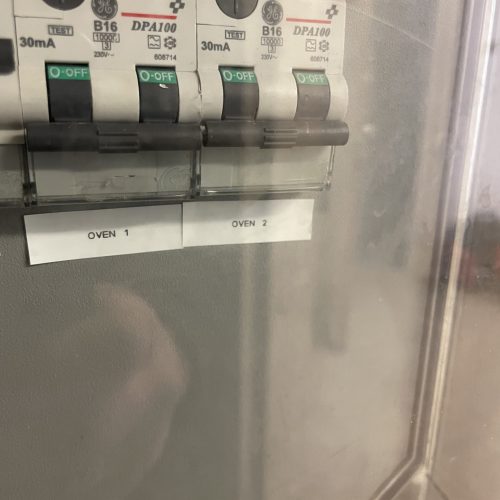 B16
DPA100
TEST
30mA
10000
3
230V~
608714
O-OFF
O-OFF
B16
DPA100
TEST
30mA
10000
3
230V~
608714
O-OFF
O-OFF
OVEN 1
OVEN 2